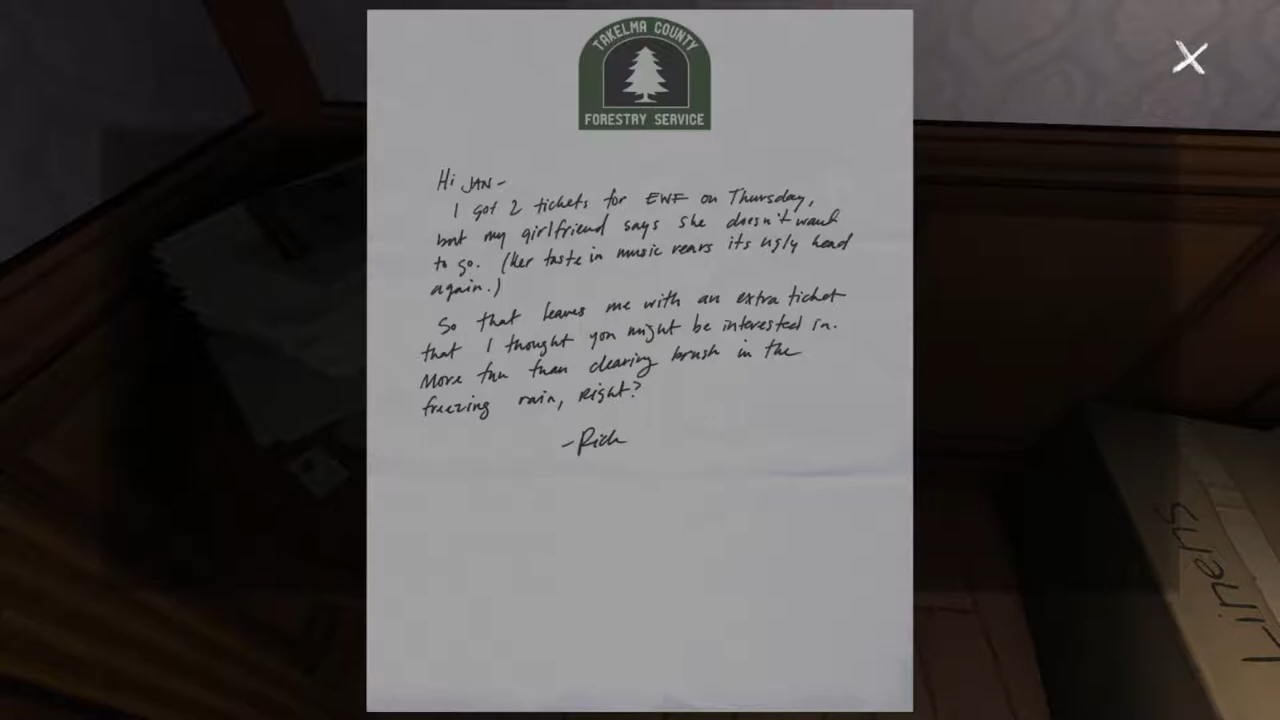 TAKELMA COUNTY
FORESTRY SERVICE
Hi JAN-
I got 2 tickets for EWF on Thursday,
but my girlfriend says she doesn't want
to go. (Her taste in music rears its ugly head
again.)
So that leaves me with an extra ticket
that I thought you might be interested in.
More fun than clearing brush in the
freezing rain, right?
-Rich
Linens